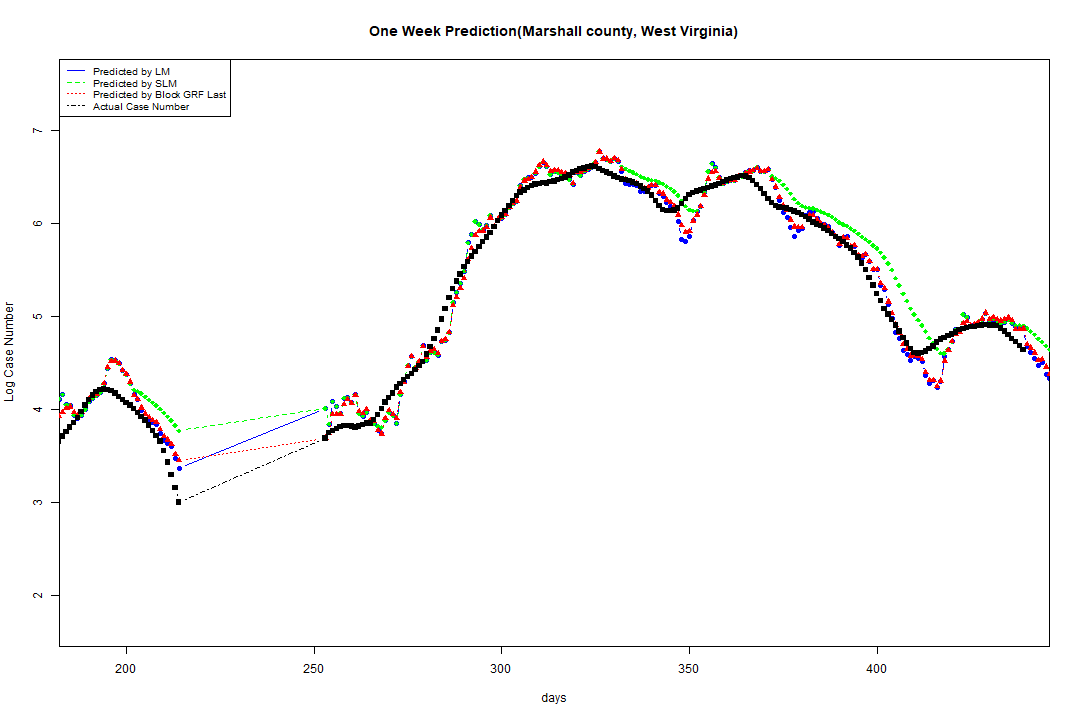 One Week Prediction(Marshall county, West Virginia)
Predicted by LM
Predicted by SLM
Predicted by Block GRF Last
Actual Case Number
Log Case Number
7
6
5
4
3
2
200
250
300
350
400
days